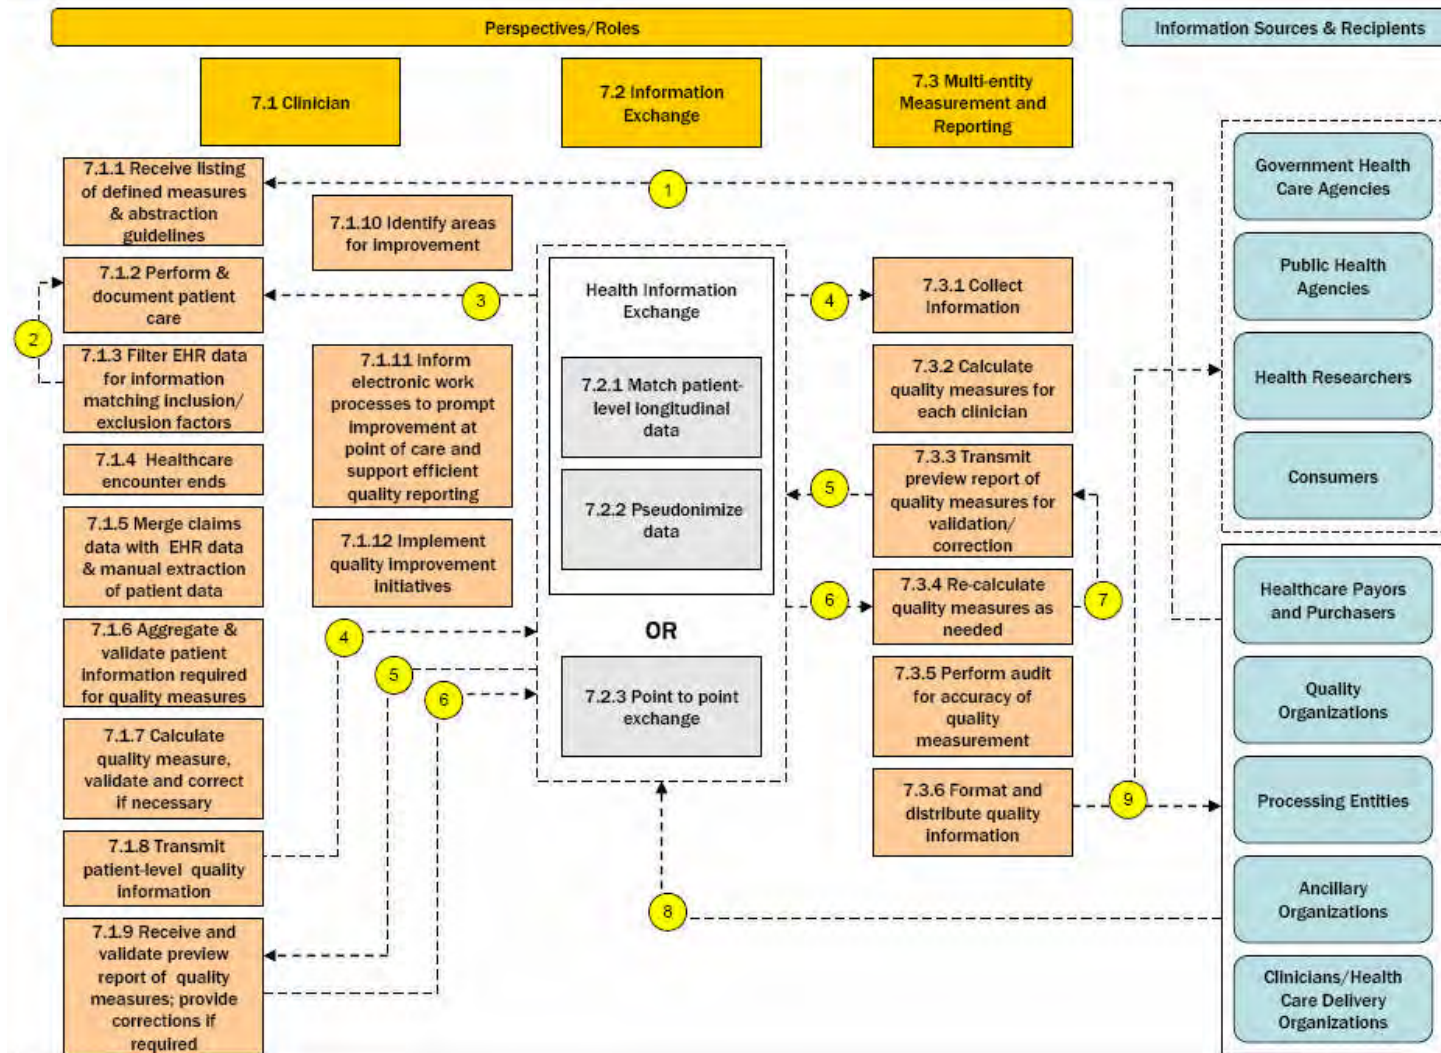 Perspectives/Roles
Information Sources & Recipients
7.1 Clinician
7.2 Information
Exchange
7.3 Multi-entity
Measurement and
Reporting
7.1.1 Receive listing
of defined measures
& abstraction
guidelines
7.1.2 Perform &
document patient
care
7.1.3 Filter EHR data
for information
matching inclusion/
exclusion factors
7.1.4 Healthcare
encounter ends
7.1.5 Merge claims
data with EHR data
& manual extraction
of patient data
7.1.6 Aggregate &
validate patient
information required
for quality measures
7.1.7 Calculate
quality measure,
validate and correct
if necessary
7.1.8 Transmit
patient-level quality
information
7.1.9 Receive and
validate preview
report of quality
measures; provide
corrections if
required
7.1.10 Identify areas
for improvement
7.1.11 Inform
electronic work
processes to prompt
improvement at
point of care and
support efficient
quality reporting
7.1.12 Implement
quality improvement
initiatives
1
2
3
4
5
6
Health Information
Exchange
7.2.1 Match patient-
level longitudinal
data
7.2.2 Pseudonimize
data
OR
7.2.3 Point to point
exchange
4
5
6
7
8
9
7.3.1 Collect
Information
7.3.2 Calculate
quality measures for
each clinician
7.3.3 Transmit
preview report of
quality measures for
validation/
correction
7.3.4 Re-calculate
quality measures as
needed
7.3.5 Perform audit
for accuracy of
quality
measurement
7.3.6 Format and
distribute quality
information
Government Health
Care Agencies
Public Health
Agencies
Health Researchers
Consumers
Healthcare Payors
and Purchasers
Quality
Organizations
Processing Entities
Ancillary
Organizations
Clinicians/Health
Care Delivery
Organizations